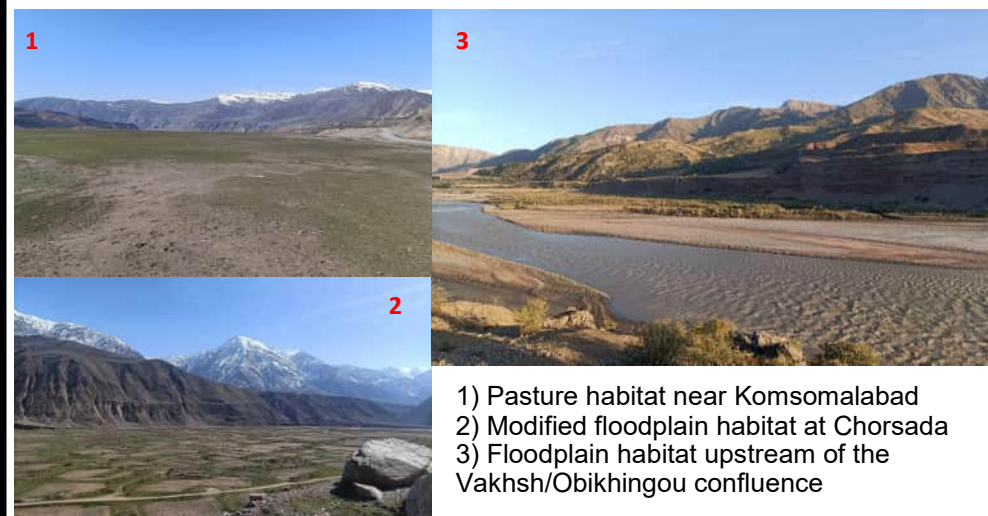 1
3
2
1) Pasture habitat near Komsomalabad
2) Modified floodplain habitat at Chorsada
3) Floodplain habitat upstream of the
Vakhsh/Obikhingou confluence